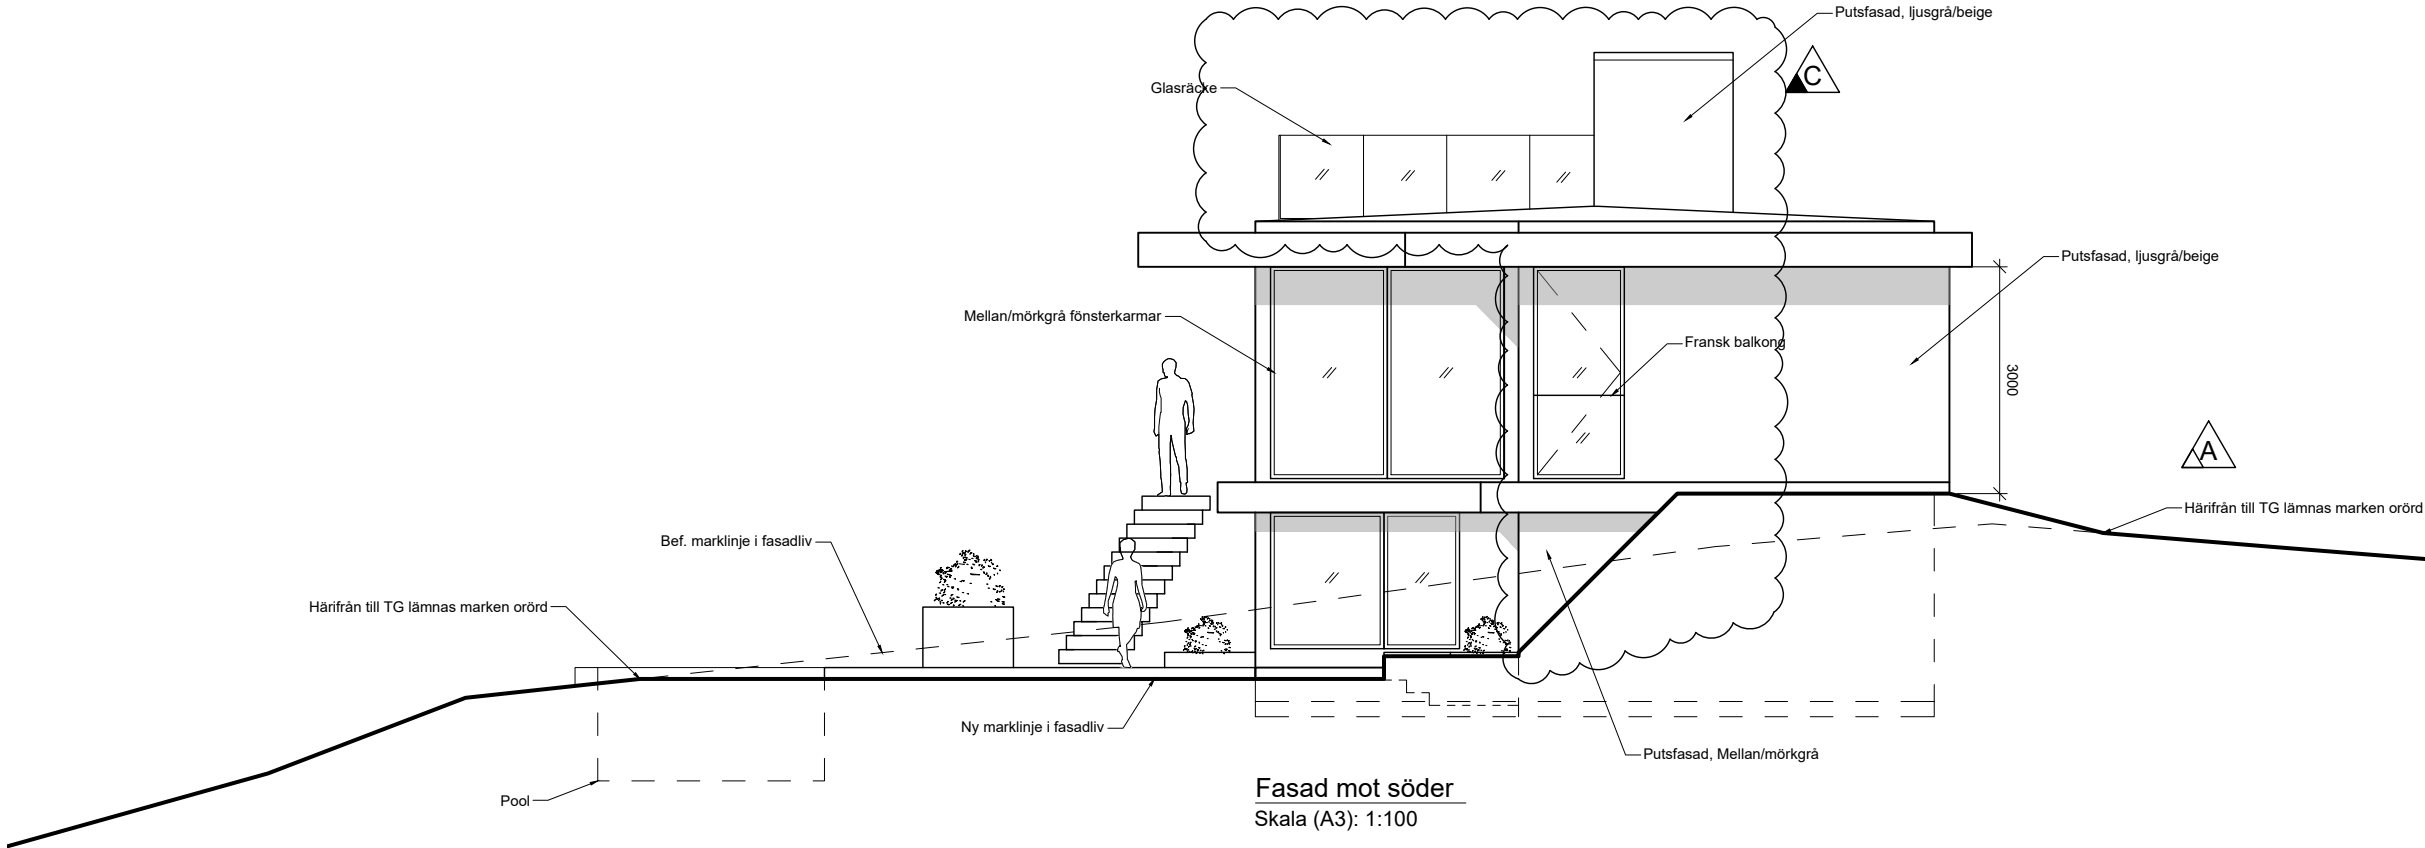 Putsfasad, ljusgrå/beige
C
Glasräcke
Putsfasad, ljusgrå/beige
Mellan/mörkgrå fönsterkarmar
Fransk balkong
3000
A
Härifrån till TG lämnas marken orörd
Bef. marklinje i fasadliv
Härifrån till TG lämnas marken orörd
Ny marklinje i fasadliv
Putsfasad, Mellan/mörkgrå
Pool
Fasad mot söder
Skala (A3): 1:100